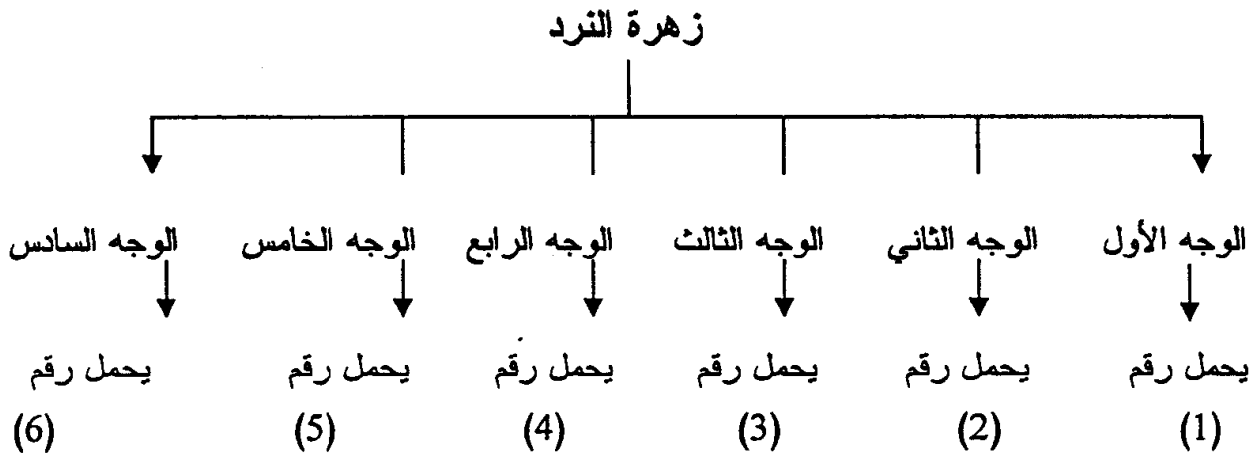 زهرة النرد
الوجه الأول الوجه الثاني الوجه الثالث الوجه الرابع الوجه الخامس الوجه السادس
يحمل رقم يحمل رقم يحمل رقم يحمل رقم يحمل رقم يحمل رقم
(1) (2) (3) (4) (5) (6)